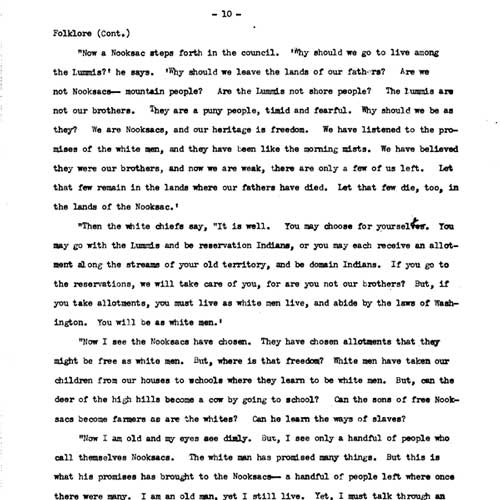 - 10 -
Folklore (Cont.)
"Now a Nooksac steps forth in the council. 'Why should we go to live among
the Lummis?' he says. 'Why should we leave the lands of our fathers? Are we
not Nooksacs— mountain people? Are the Lummis not shore people? The Lummis are
not our brothers. They are a puny people, timid and fearful. Why should we be as
they? We are Nooksacs, and our heritage is freedom. We have listened to the pro-
mises of the white men, and they have been like the morning mists. We have believed
they were our brothers, and now we are weak, there are only a few of us left. Let
that few remain in the lands where our fathers have died. Let that few die, too, in
the lands of the Nooksac.'
"Then the white chiefs say, "It is well. You may choose for yourselves. You
may go with the Lummis and be reservation Indians, or you may each receive an allot-
ment along the streams of your old territory, and be domain Indians. If you go to
the reservations, we will take care of you, for are you not our brothers? But, if
you take allotments, you must live as white men live, and abide by the laws of Wash-
ington. You will be as white men.'
"Now I see the Nooksacs have chosen. They have chosen allotments that they
might be free as white men. But, where is that freedom? White men have taken our
children from our houses to schools where they learn to be white men. But, can the
deer of the high hills become a cow by going to school? Can the sons of free Nook-
sacs become farmers as are the whites? Can he learn the ways of slaves?
"Now I am old and my eyes see dimly. But, I see only a handful of people who
call themselves Nooksacs. The white man has promised many things. But this is
what his promises has brought to the Nooksacs— a handful of people left where once
there were many. I am an old man, yet I still live. Yet, I must talk through an